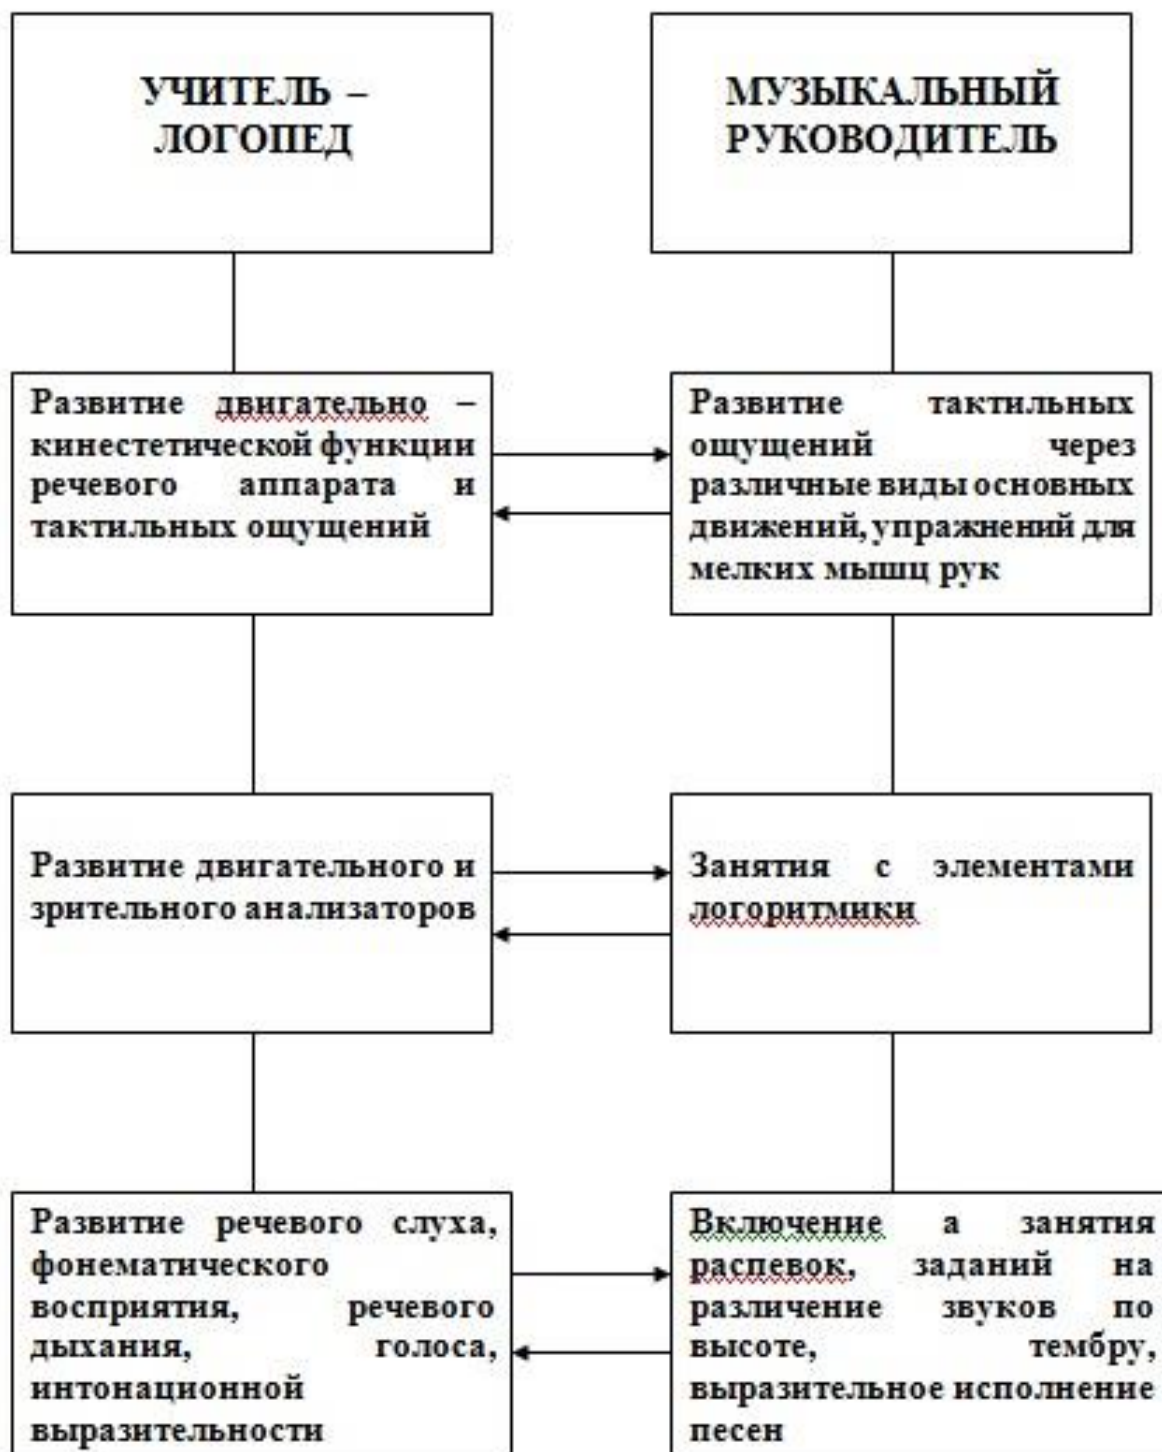 УЧИТЕЛЬ –
ЛОГОПЕД
МУЗЫКАЛЬНЫЙ
РУКОВОДИТЕЛЬ
Развитие двигательно –
кинестетической функции
речевого аппарата и
тактильных ощущений
Развитие тактильных
ощущений через
различные виды основных
движений, упражнений для
мелких мышц рук
Развитие двигательного и
зрительного анализаторов
Занятия с элементами
логоритмики
Развитие речевого слуха,
фонематического
восприятия, речевого
дыхания, голоса,
интонационной
выразительности
Включение а занятия
распевок, заданий на
различение звуков по
высоте, тембру,
выразительное исполнение
песен